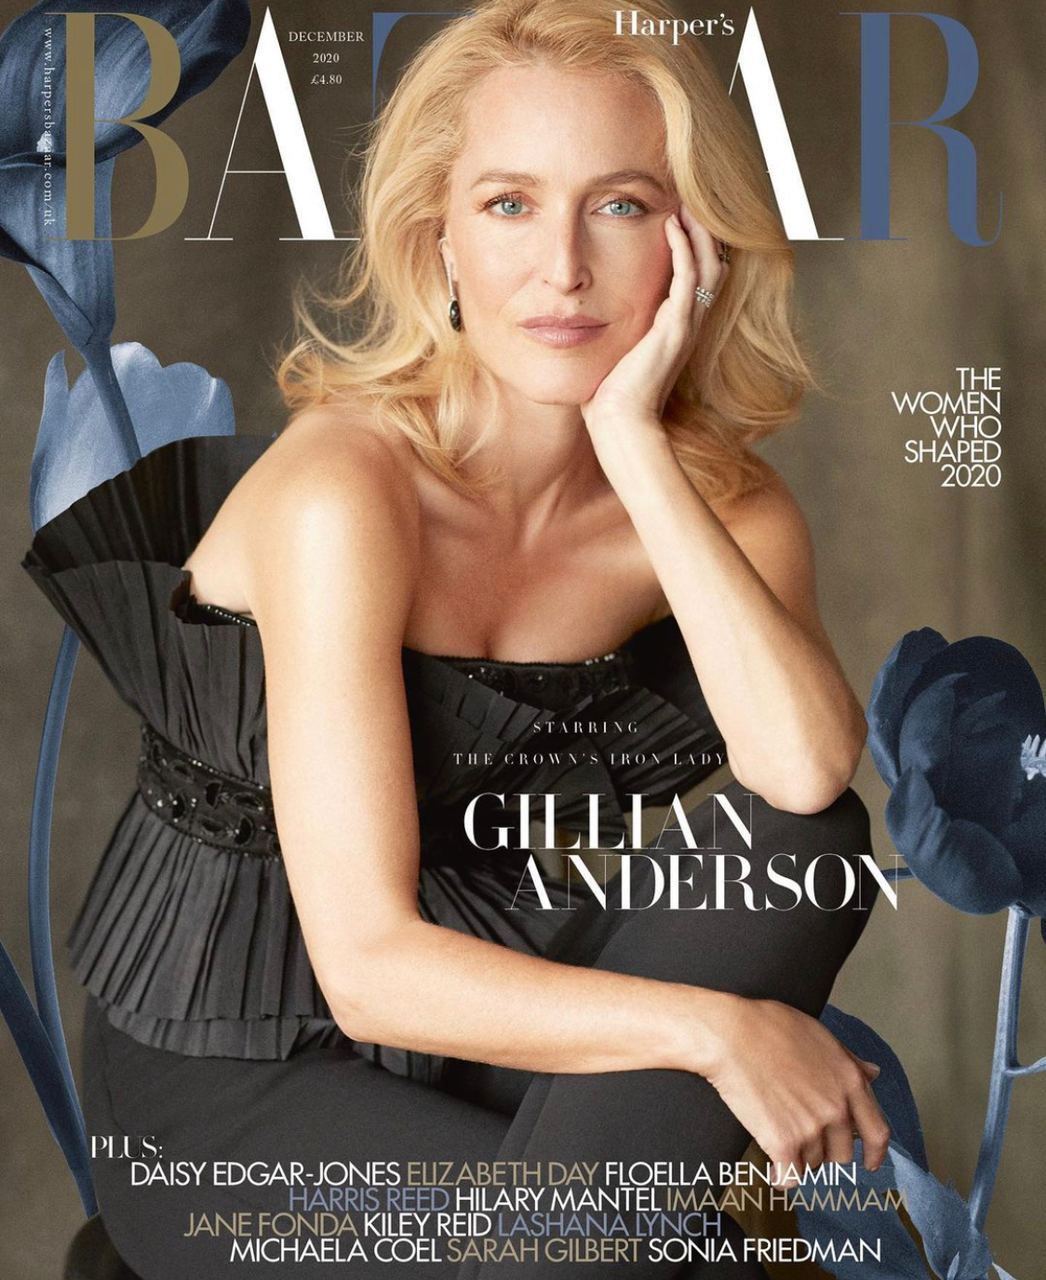 Harper's
BAZAAR
DECEMBER
2020
£4.80
www.harpersbazaar.com/uk
THE
WOMEN
WHO
SHAPED
2020
STARRING
THE CROWN'S IRON LADY
GILLIAN
ANDERSON
PLUS:
DAISY EDGAR-JONES ELIZABETH DAY FLOELLA BENJAMIN
HARRIS REED HILARY MANTEL IMAAN HAMMAM
JANE FONDA KILEY REID LASHANA LYNCH
MICHAELA COEL SARAH GILBERT SONIA FRIEDMAN